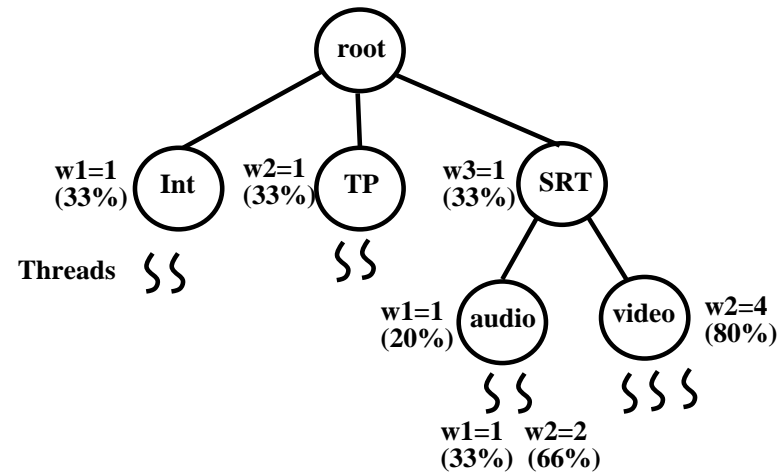 root
w1=1
(33%)
Int
w2=1
(33%)
TP
w3=1
(33%)
SRT
Threads
w1=1
(20%)
audio
video
w2=4
(80%)
w1=1 w2=2
(33%) (66%)